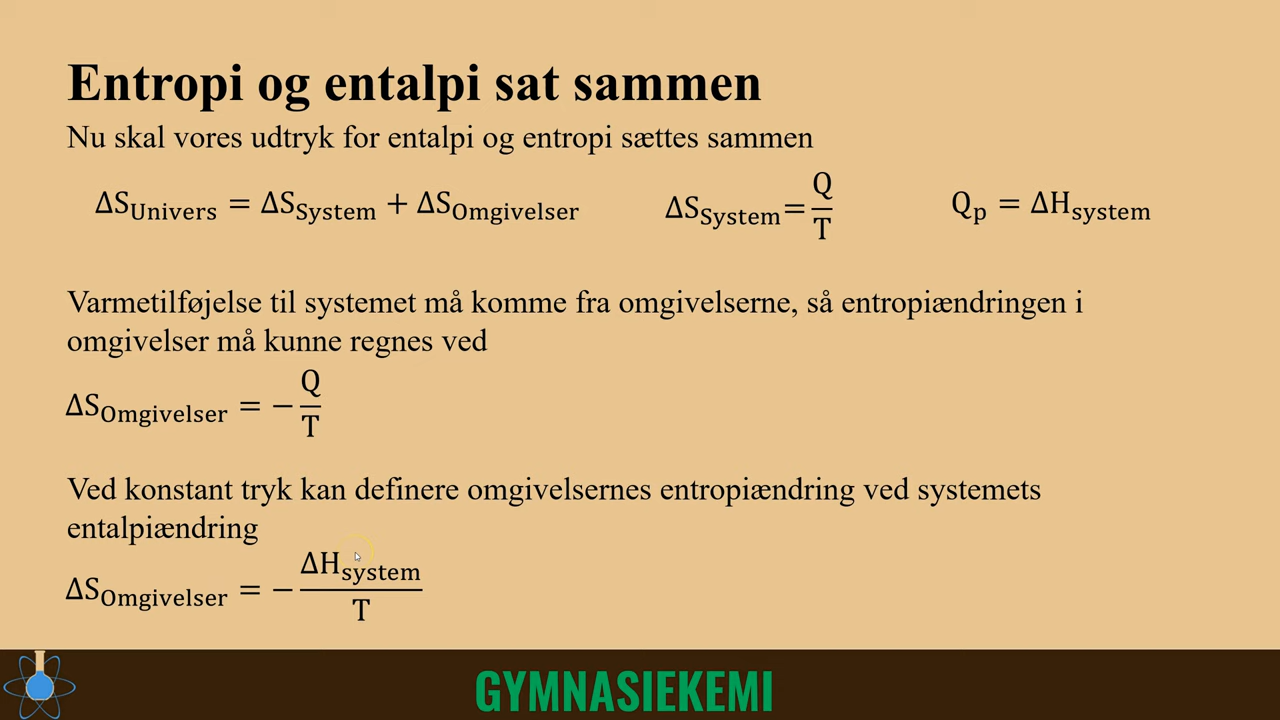 Entropi og entalpi sat sammen
Nu skal vores udtryk for entalpi og entropi sættes sammen
ΔS_Univers = ΔS_System + ΔS_Omgivelser
ΔS_System = Q/T
Q_p = ΔH_system
Varmetilføjelse til systemet må komme fra omgivelserne, så entropiændringen i
omgivelser må kunne regnes ved
ΔS_Omgivelser = − Q/T
Ved konstant tryk kan definere omgivelsernes entropiændring ved systemets
entalpiændring
ΔS_Omgivelser = − ΔH_system/T
GYMNASIEKEMI